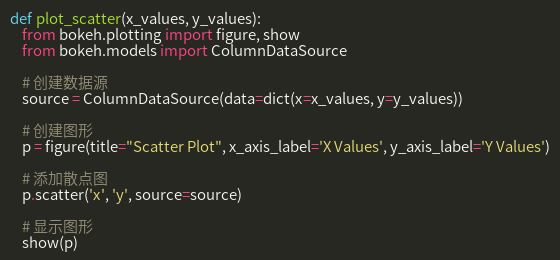 def plot_scatter(x_values, y_values):
    from bokeh.plotting import figure, show
    from bokeh.models import ColumnDataSource
    # 创建数据源
    source = ColumnDataSource(data=dict(x=x_values, y=y_values))
    # 创建图形
    p = figure(title="Scatter Plot", x_axis_label='X Values', y_axis_label='Y Values')
    # 添加散点图
    p.scatter('x', 'y', source=source)
    # 显示图形
    show(p)